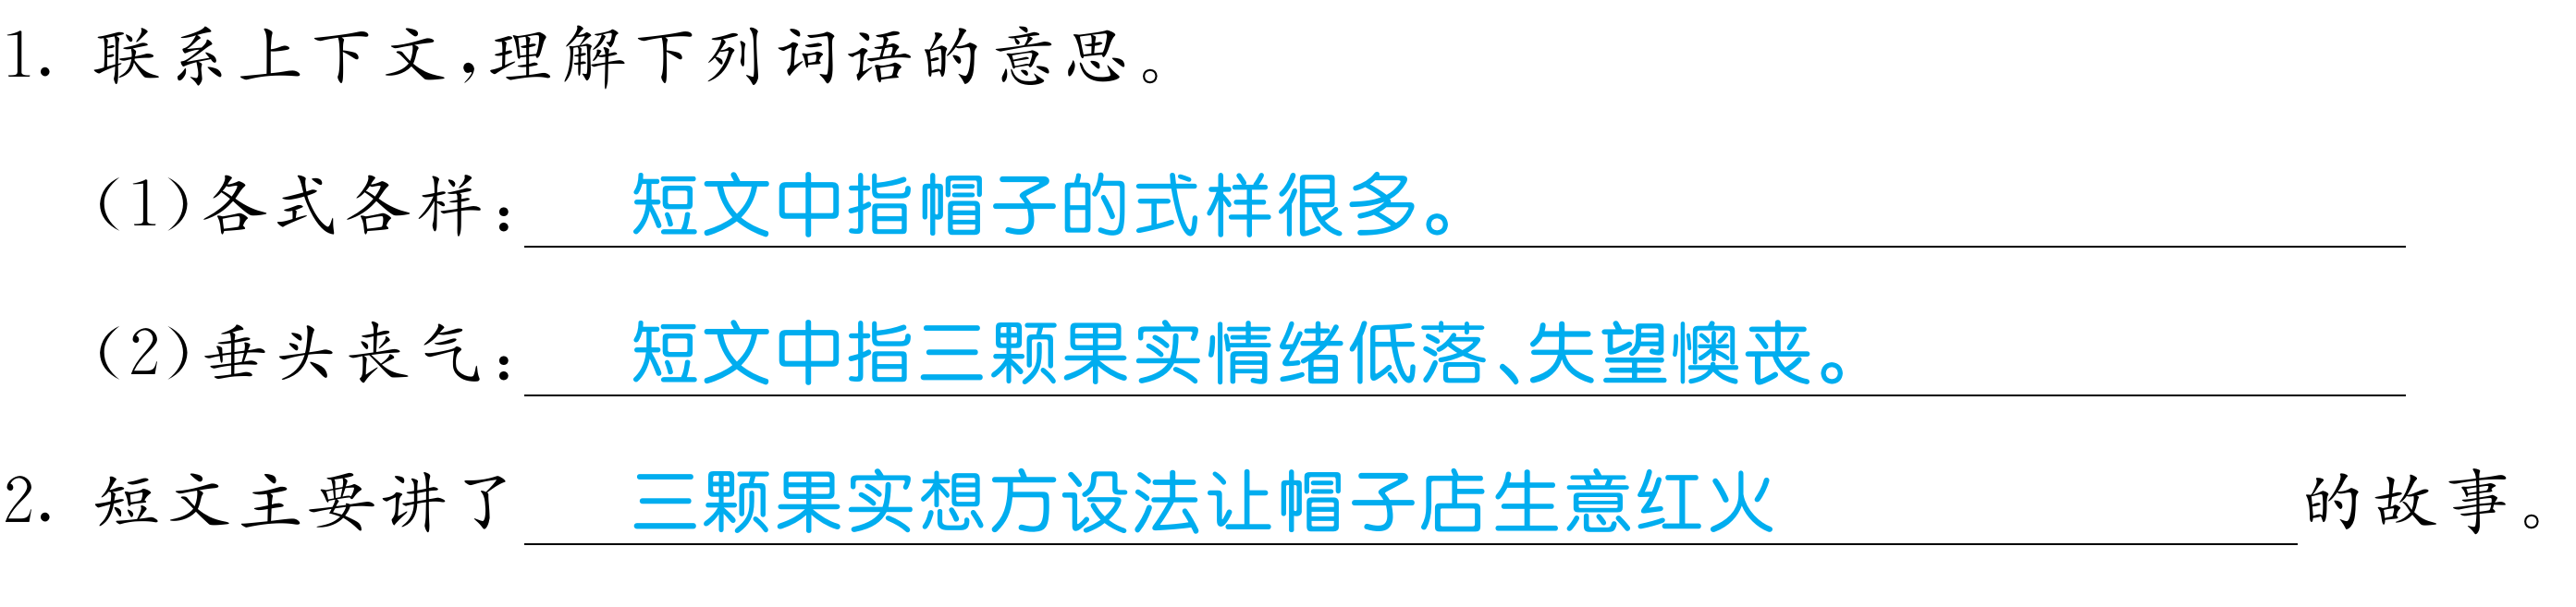 1. 联系上下文,理解下列词语的意思。
(1)各式各样：短文中指帽子的式样很多。
(2)垂头丧气：短文中指三颗果实情绪低落、失望懊丧。
2. 短文主要讲了三颗果实想方设法让帽子店生意红火的故事。